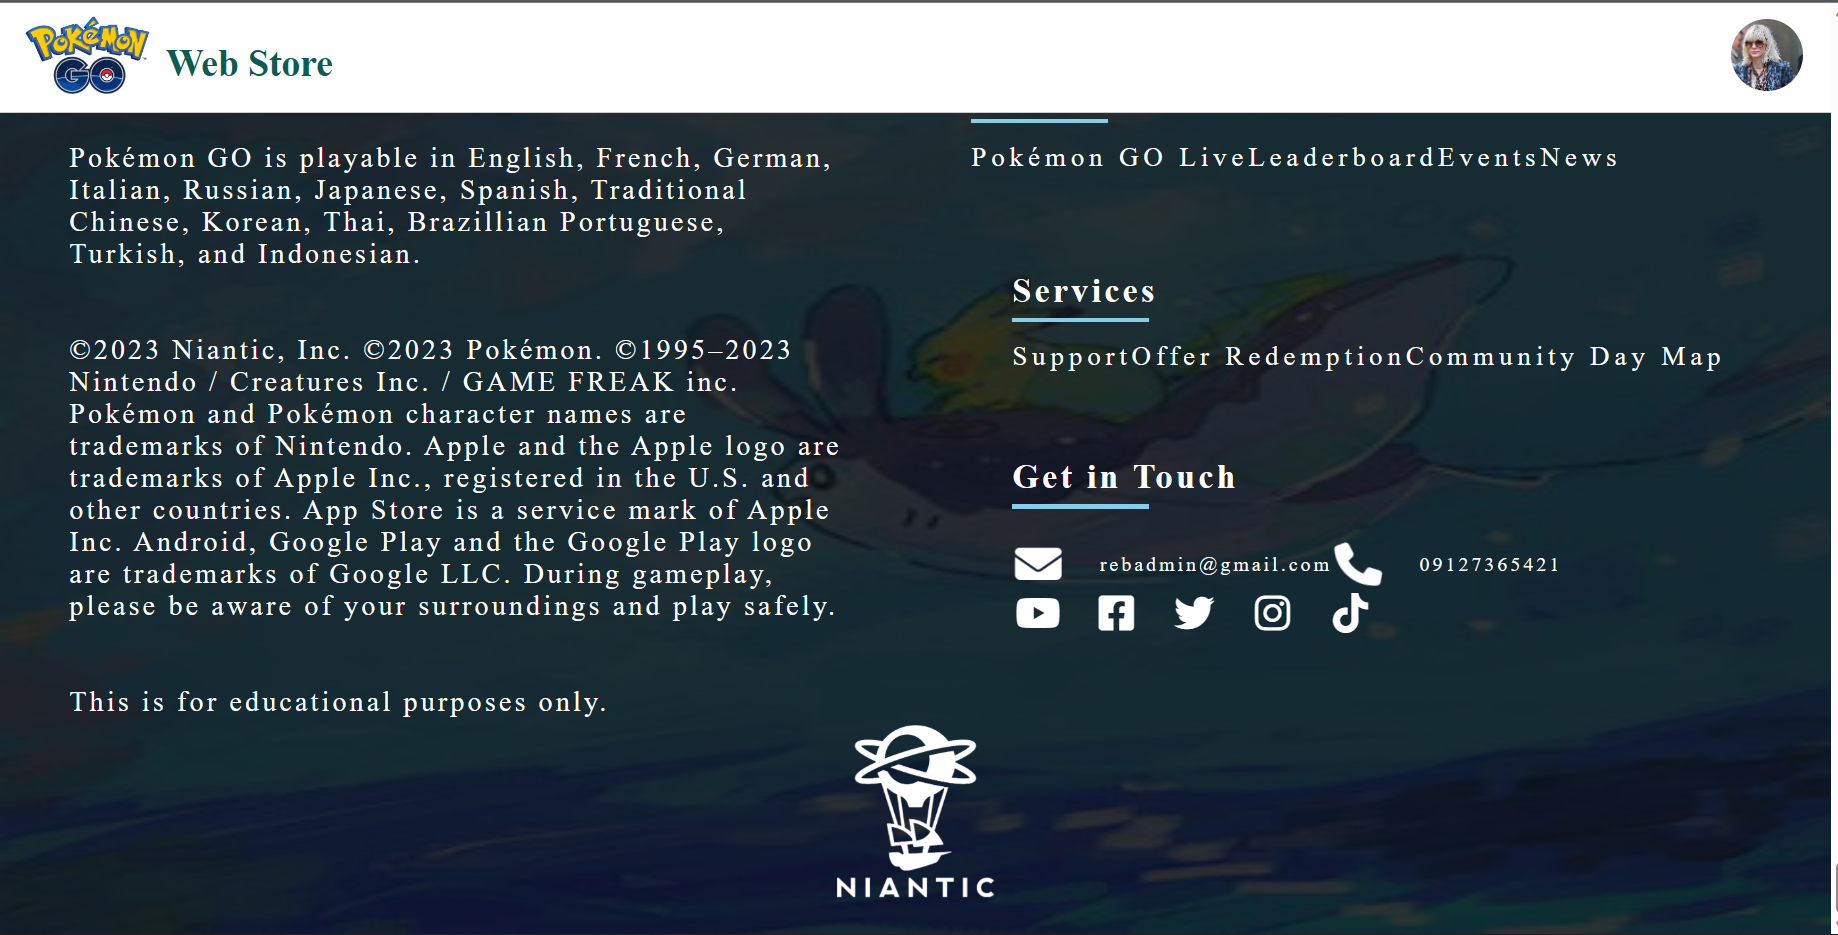 POKéMON GO
Web Store
Pokémon GO is playable in English, French, German,
Italian, Russian, Japanese, Spanish, Traditional
Chinese, Korean, Thai, Brazillian Portuguese,
Turkish, and Indonesian.
©2023 Niantic, Inc. ©2023 Pokémon. ©1995–2023
Nintendo / Creatures Inc. / GAME FREAK inc.
Pokémon and Pokémon character names are
trademarks of Nintendo. Apple and the Apple logo are
trademarks of Apple Inc., registered in the U.S. and
other countries. App Store is a service mark of Apple
Inc. Android, Google Play and the Google Play logo
are trademarks of Google LLC. During gameplay,
please be aware of your surroundings and play safely.
This is for educational purposes only.
Pokémon GO LiveLeaderboardEventsNews
Services
SupportOffer RedemptionCommunity Day Map
Get in Touch
rebadmin@gmail.com 09127365421
NIANTIC